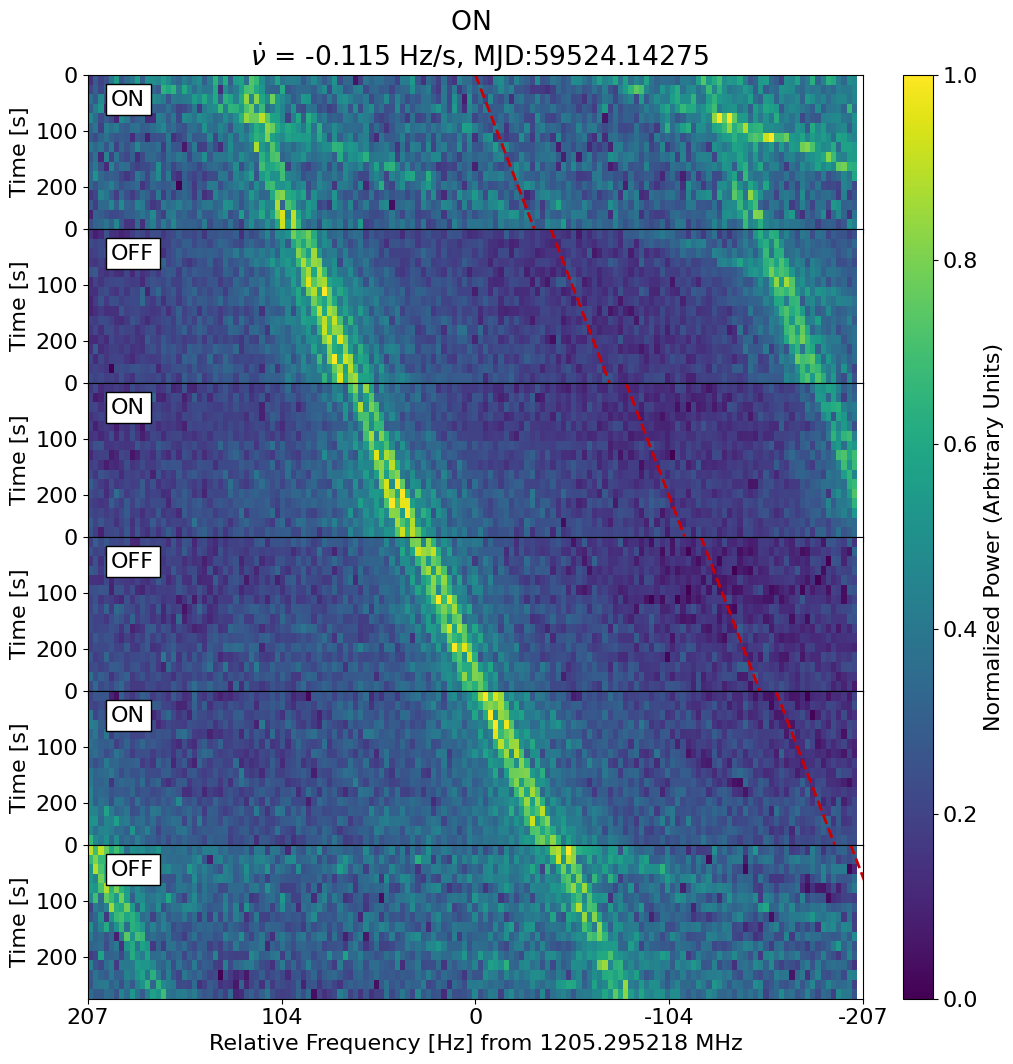 ON
ν̇ = -0.115 Hz/s, MJD:59524.14275
0
100
200
Time [s]
ON
0
100
200
Time [s]
OFF
0
100
200
Time [s]
ON
0
100
200
Time [s]
OFF
0
100
200
Time [s]
ON
0
100
200
Time [s]
OFF
207
104
0
-104
-207
Relative Frequency [Hz] from 1205.295218 MHz
1.0
0.8
0.6
0.4
0.2
0.0
Normalized Power (Arbitrary Units)